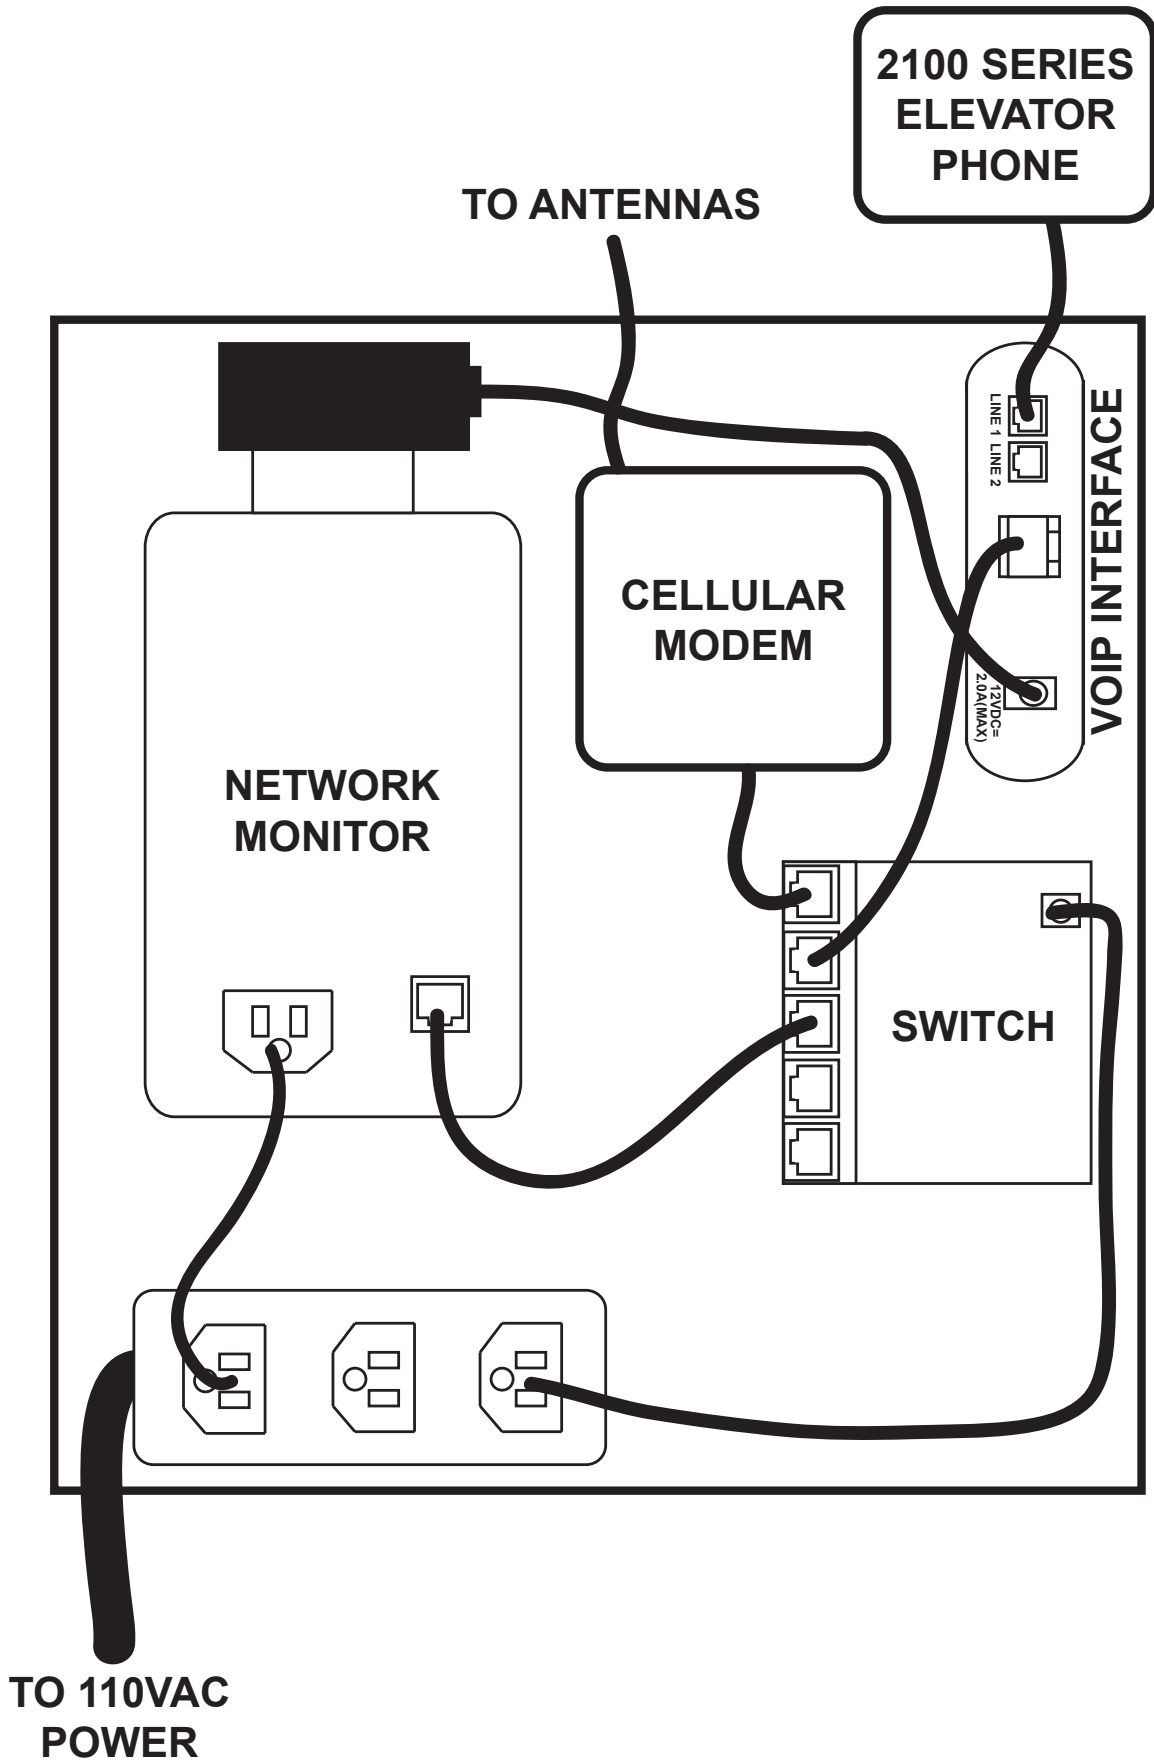 2100 SERIES
ELEVATOR
PHONE
TO ANTENNAS
LINE 1 LINE 2
VOIP INTERFACE
12VDC=
2.0A(MAX)
CELLULAR
MODEM
NETWORK
MONITOR
SWITCH
TO 110VAC
POWER